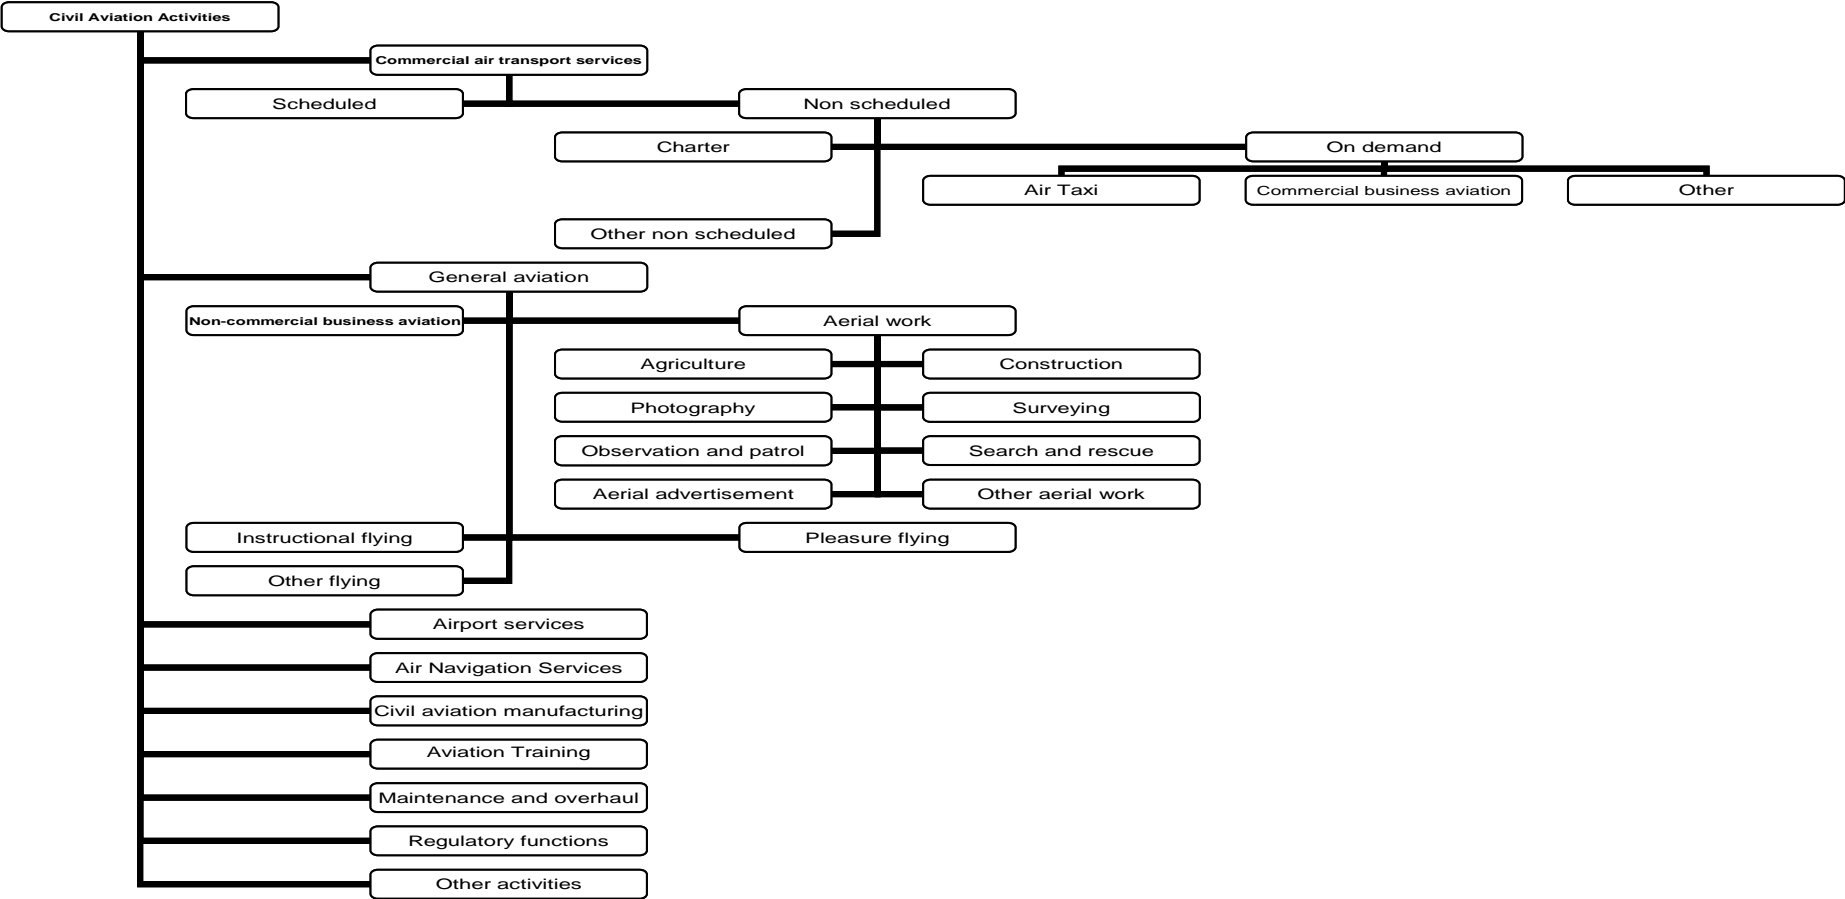 Civil Aviation Activities
Commercial air transport services
Scheduled
Non scheduled
Charter
On demand
Air Taxi
Commercial business aviation
Other
Other non scheduled
General aviation
Non-commercial business aviation
Aerial work
Agriculture
Construction
Photography
Surveying
Observation and patrol
Search and rescue
Aerial advertisement
Other aerial work
Instructional flying
Pleasure flying
Other flying
Airport services
Air Navigation Services
Civil aviation manufacturing
Aviation Training
Maintenance and overhaul
Regulatory functions
Other activities